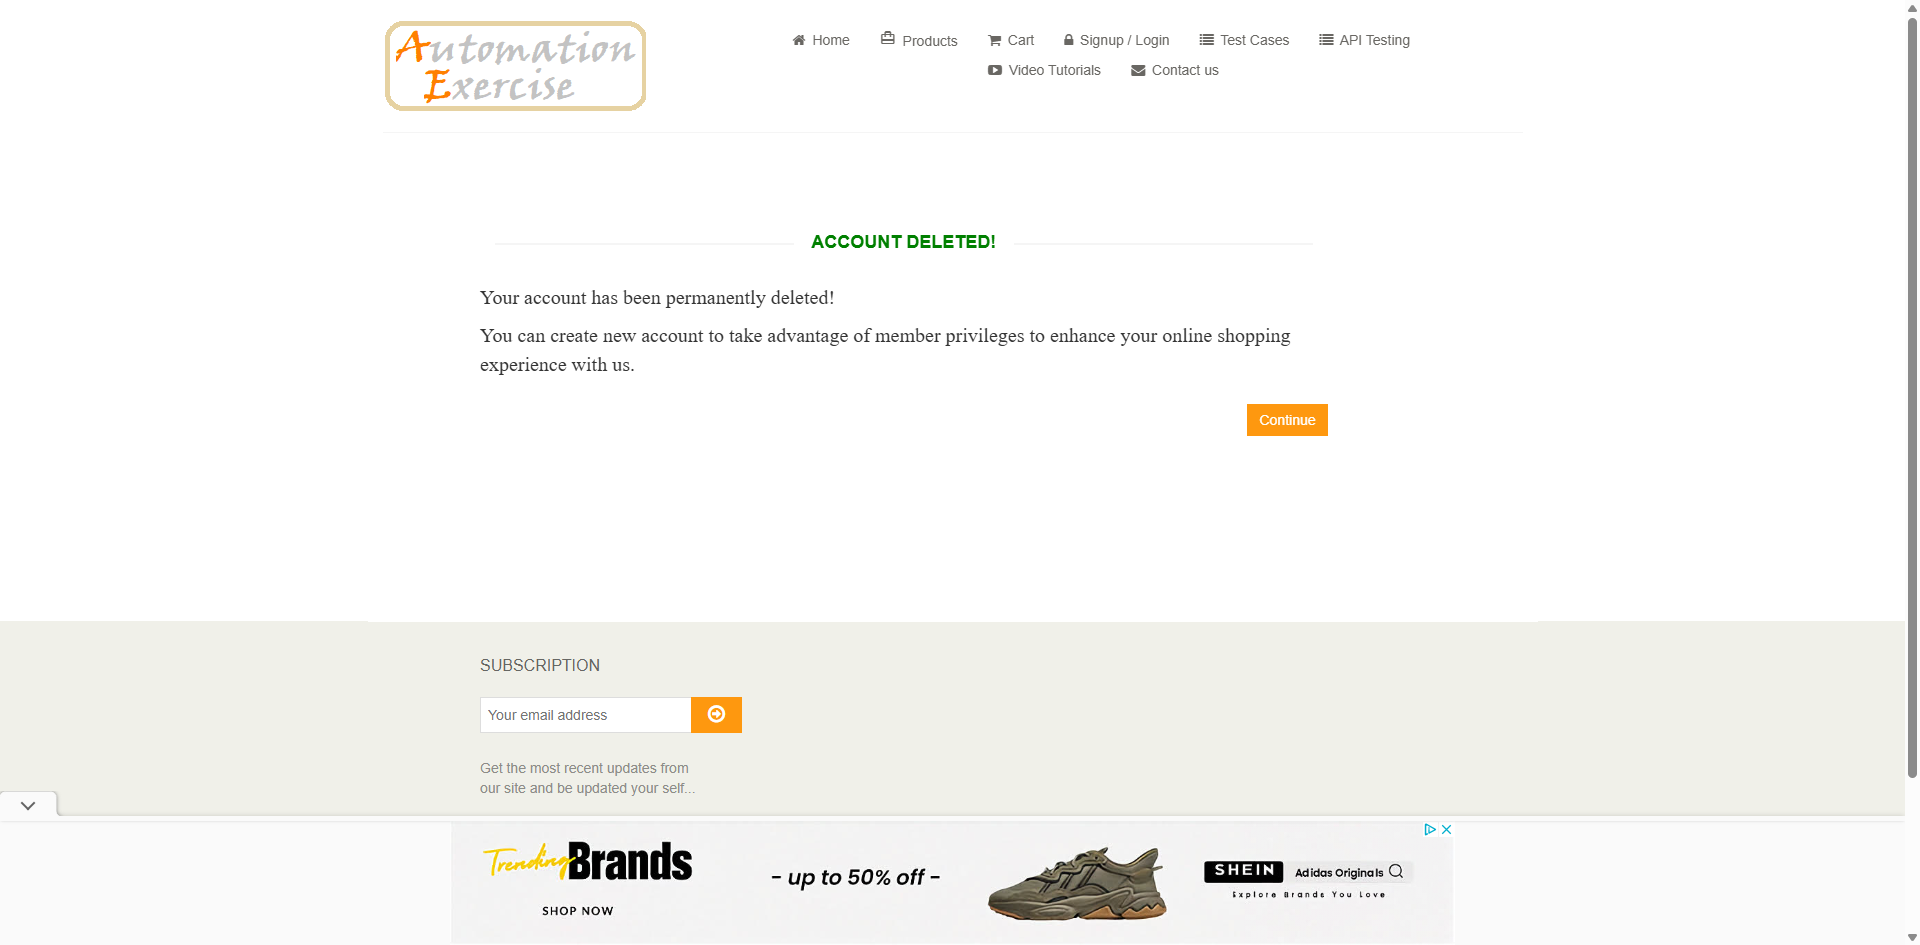 Automation
Exercise
Home
Products
Cart
Signup / Login
Test Cases
API Testing
Video Tutorials
Contact us
ACCOUNT DELETED!
Your account has been permanently deleted!
You can create new account to take advantage of member privileges to enhance your online shopping
experience with us.
Continue
SUBSCRIPTION
Your email address
Get the most recent updates from
our site and be updated your self...
Trending Brands
SHOP NOW
- up to 50% off -
SHEIN
Adidas Originals
Explore Brands You Love